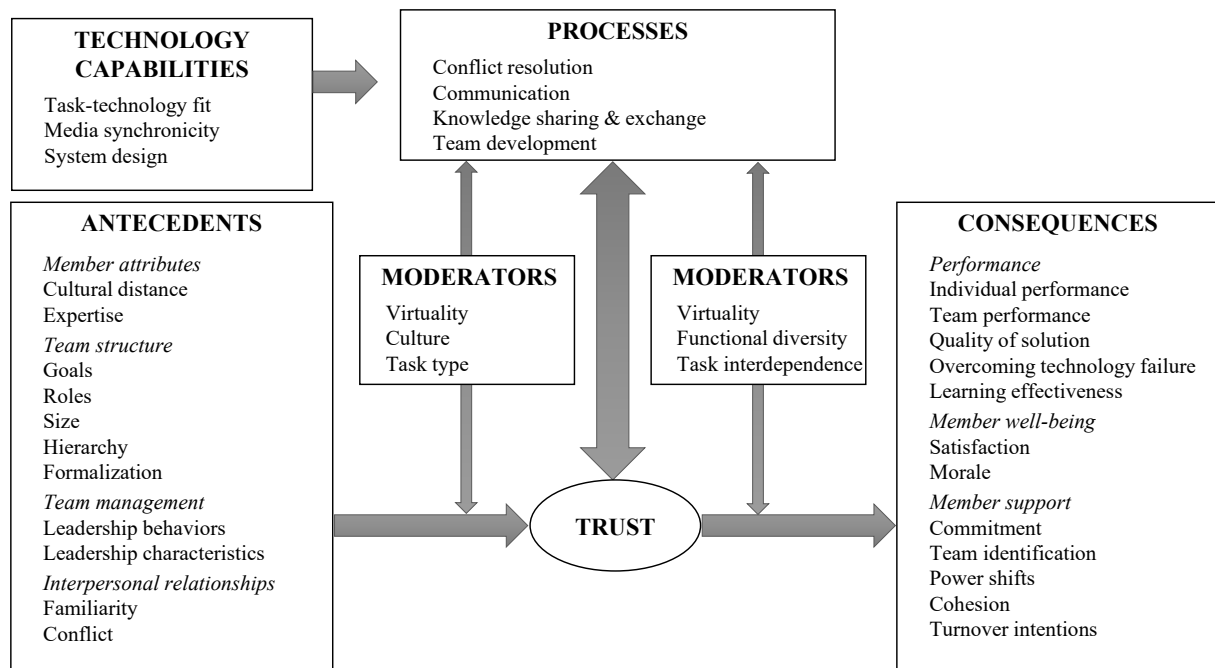 TECHNOLOGY
CAPABILITIES
Task-technology fit
Media synchronicity
System design
PROCESSES
Conflict resolution
Communication
Knowledge sharing & exchange
Team development
ANTECEDENTS
Member attributes
Cultural distance
Expertise
Team structure
Goals
Roles
Size
Hierarchy
Formalization
Team management
Leadership behaviors
Leadership characteristics
Interpersonal relationships
Familiarity
Conflict
MODERATORS
Virtuality
Culture
Task type
TRUST
MODERATORS
Virtuality
Functional diversity
Task interdependence
CONSEQUENCES
Performance
Individual performance
Team performance
Quality of solution
Overcoming technology failure
Learning effectiveness
Member well-being
Satisfaction
Morale
Member support
Commitment
Team identification
Power shifts
Cohesion
Turnover intentions